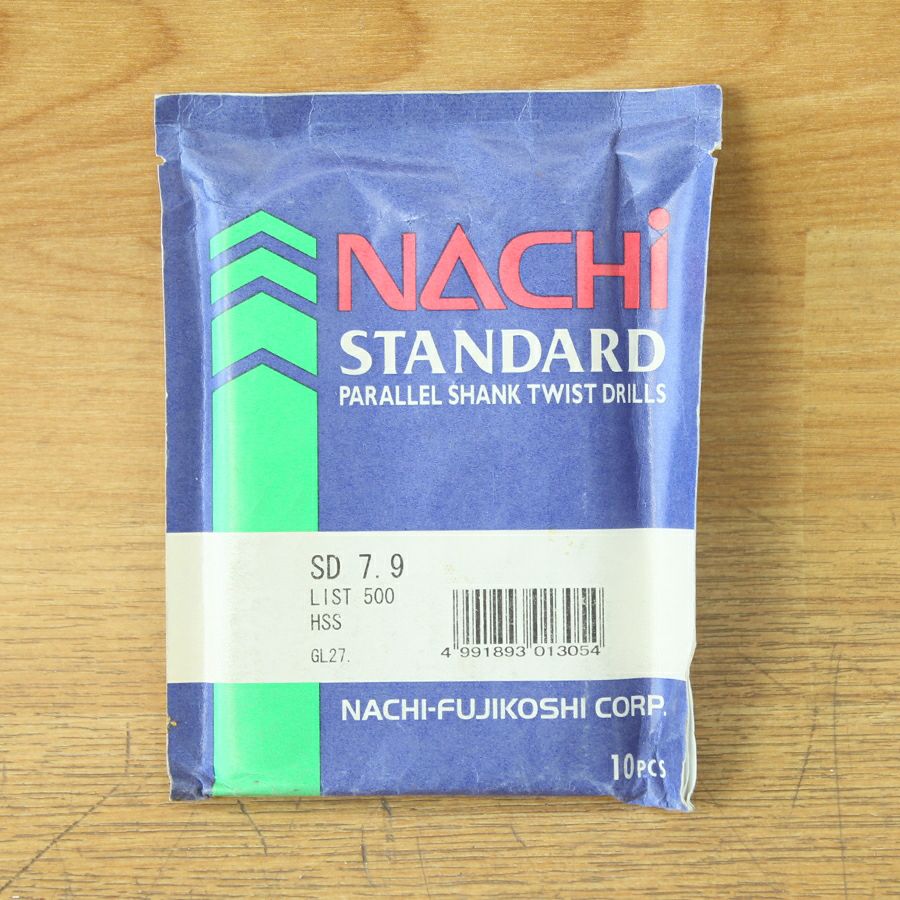 NACHi
STANDARD
PARALLEL SHANK TWIST DRILLS
SD 7.9
LIST 500
HSS
GL27.
4 991893 013054
NACHI-FUJIKOSHI CORP.
10PCS